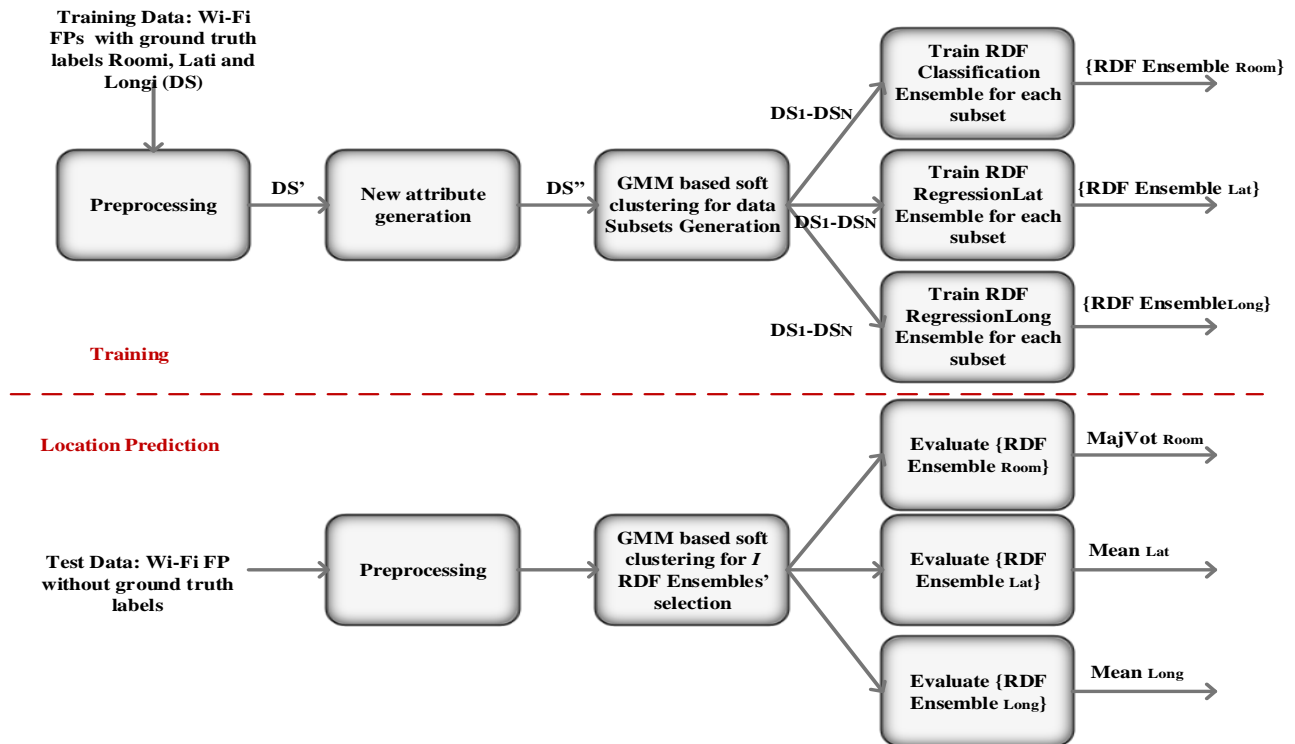 Training Data: Wi-Fi
FPs with ground truth
labels Roomi, Lati and
Longi (DS)
Preprocessing
DS’
New attribute
generation
DS”
GMM based soft
clustering for data
Subsets Generation
DS1-DSN
DS1-DSN
DS1-DSN
Train RDF
Classification
Ensemble for each
subset
{RDF Ensemble Room}
Train RDF
RegressionLat
Ensemble for each
subset
{RDF Ensemble Lat}
Train RDF
RegressionLong
Ensemble for each
subset
{RDF EnsembleLong}
Training
Location Prediction
Test Data: Wi-Fi FP
without ground truth
labels
Preprocessing
GMM based soft
clustering for I
RDF Ensembles’
selection
Evaluate {RDF
Ensemble Room}
MajVot Room
Evaluate {RDF
Ensemble Lat}
Mean Lat
Evaluate {RDF
Ensemble Long}
Mean Long